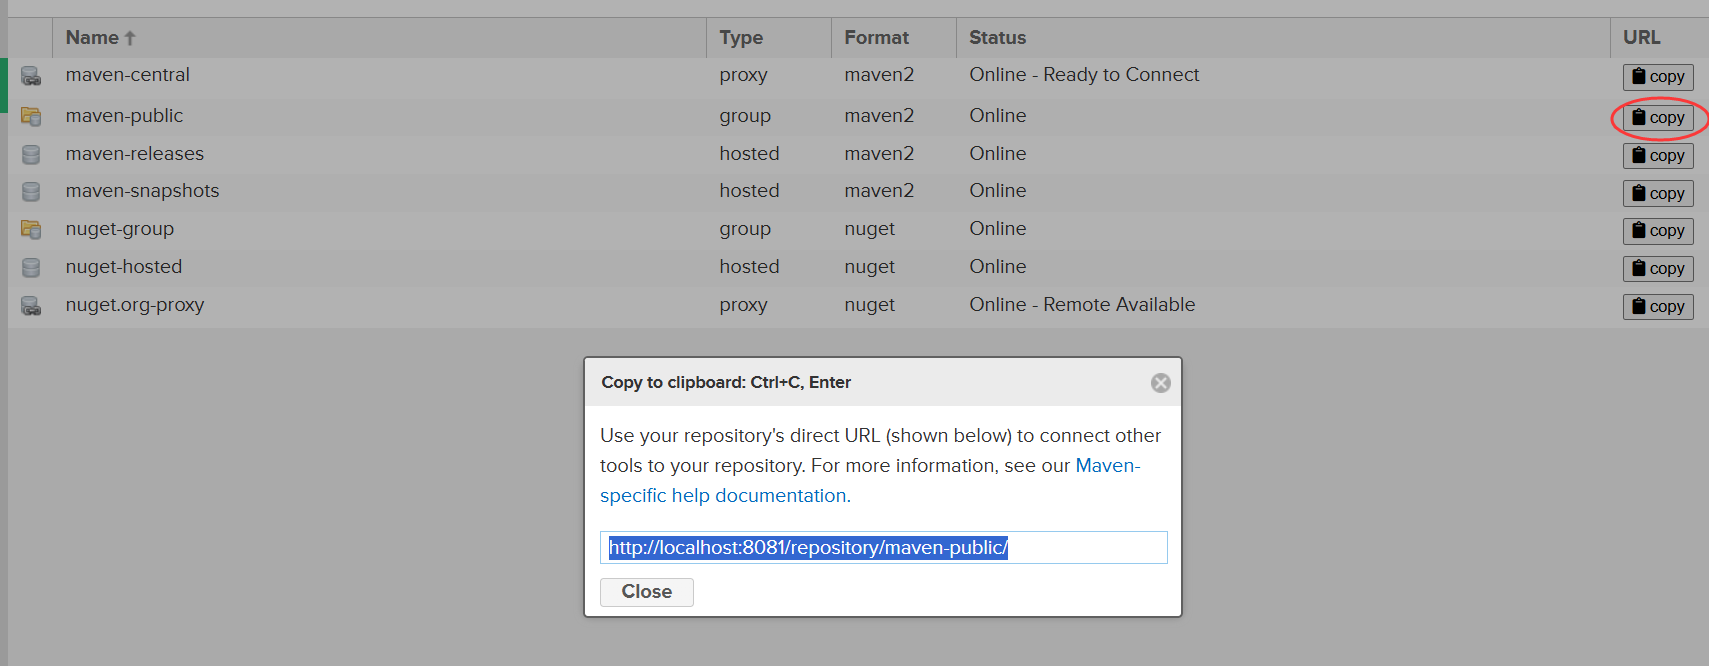 Name Type Format Status URL
maven-central proxy maven2 Online - Ready to Connect copy
maven-public group maven2 Online copy
maven-releases hosted maven2 Online copy
maven-snapshots hosted maven2 Online copy
nuget-group group nuget Online copy
nuget-hosted hosted nuget Online copy
nuget.org-proxy proxy nuget Online - Remote Available copy
Copy to clipboard: Ctrl+C, Enter
Use your repository's direct URL (shown below) to connect other
tools to your repository. For more information, see our Maven-
specific help documentation.
http://localhost:8081/repository/maven-public/
Close